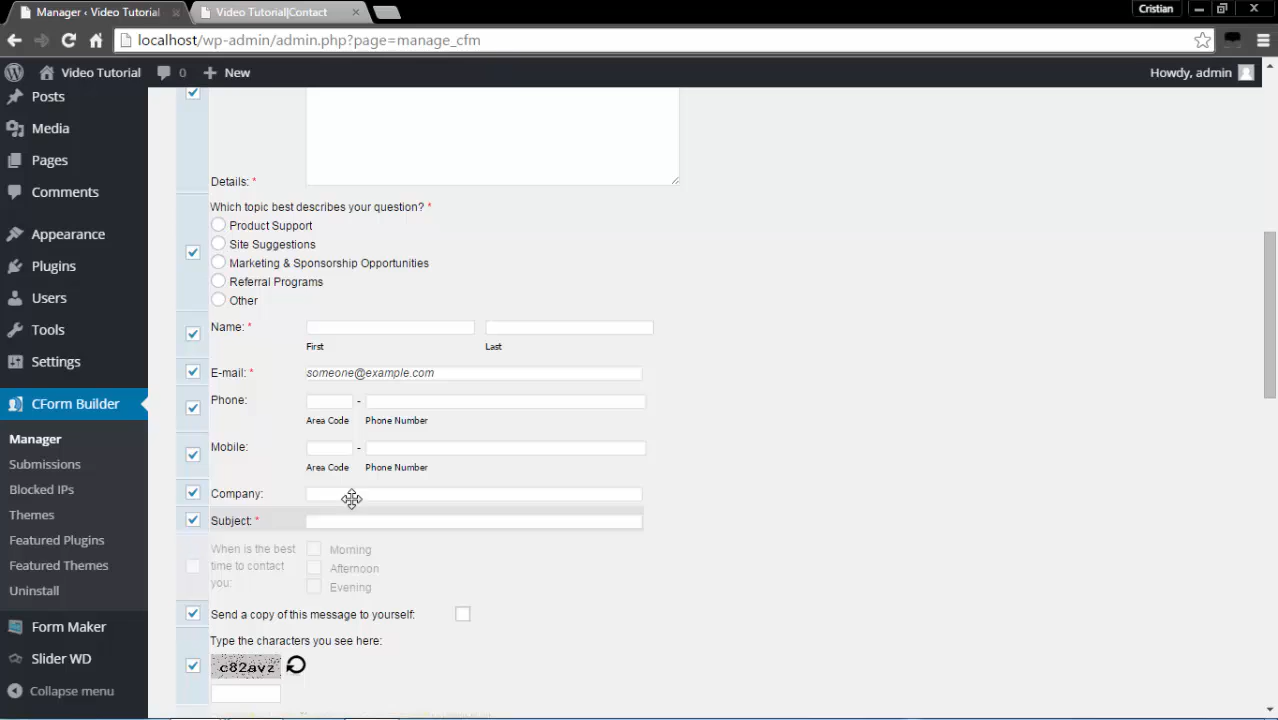 Manager ‹ Video Tutorial
Video Tutorial|Contact
Cristian
localhost/wp-admin/admin.php?page=manage_cfm
Video Tutorial
0
New
Howdy, admin
Posts
Media
Pages
Comments
Appearance
Plugins
Users
Tools
Settings
CForm Builder
Manager
Submissions
Blocked IPs
Themes
Featured Plugins
Featured Themes
Uninstall
Form Maker
Slider WD
Collapse menu
Details: *
Which topic best describes your question? *
Product Support
Site Suggestions
Marketing & Sponsorship Opportunities
Referral Programs
Other
Name: *
First Last
E-mail: * someone@example.com
Phone: -
Area Code Phone Number
Mobile: -
Area Code Phone Number
Company:
Subject: *
When is the best
time to contact
you:
Morning
Afternoon
Evening
Send a copy of this message to yourself:
Type the characters you see here:
c82avz